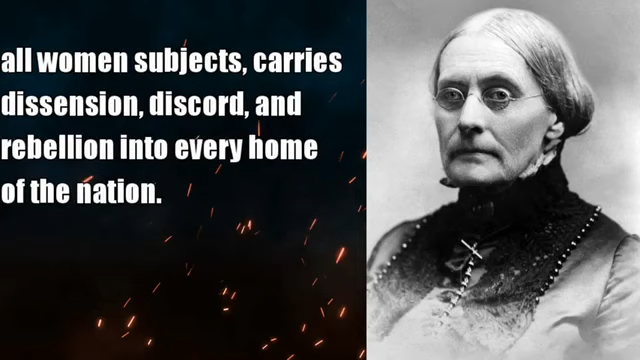 all women subjects, carries
dissension, discord, and
rebellion into every home
of the nation.